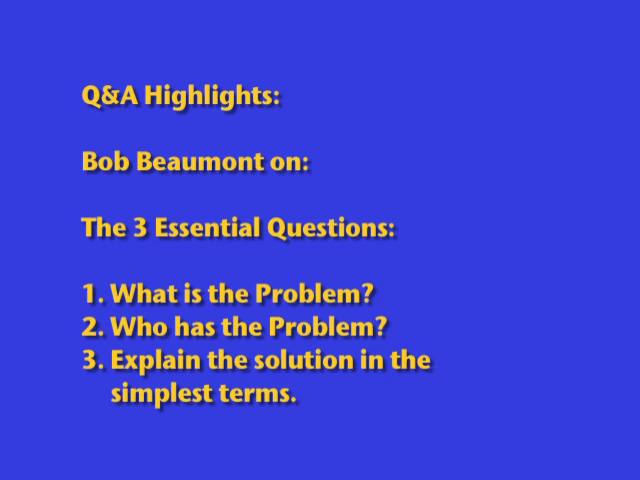 Q&A Highlights:
Bob Beaumont on:
The 3 Essential Questions:
1. What is the Problem?
2. Who has the Problem?
3. Explain the solution in the
simplest terms.